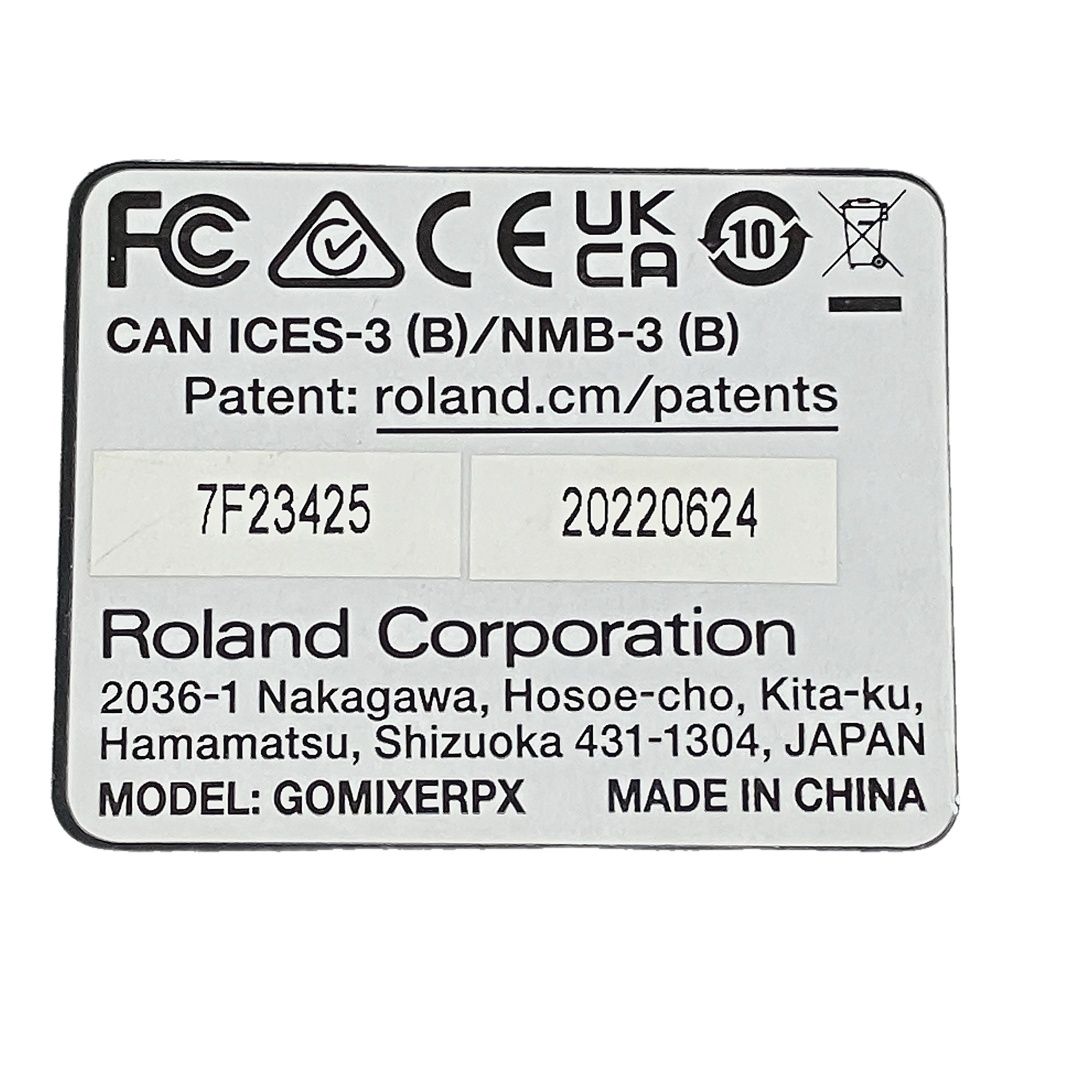 FC CE UK CA 10
CAN ICES-3 (B)/NMB-3 (B)
Patent: roland.cm/patents
7F23425 20220624
Roland Corporation
2036-1 Nakagawa, Hosoe-cho, Kita-ku,
Hamamatsu, Shizuoka 431-1304, JAPAN
MODEL: GOMIXERPX MADE IN CHINA